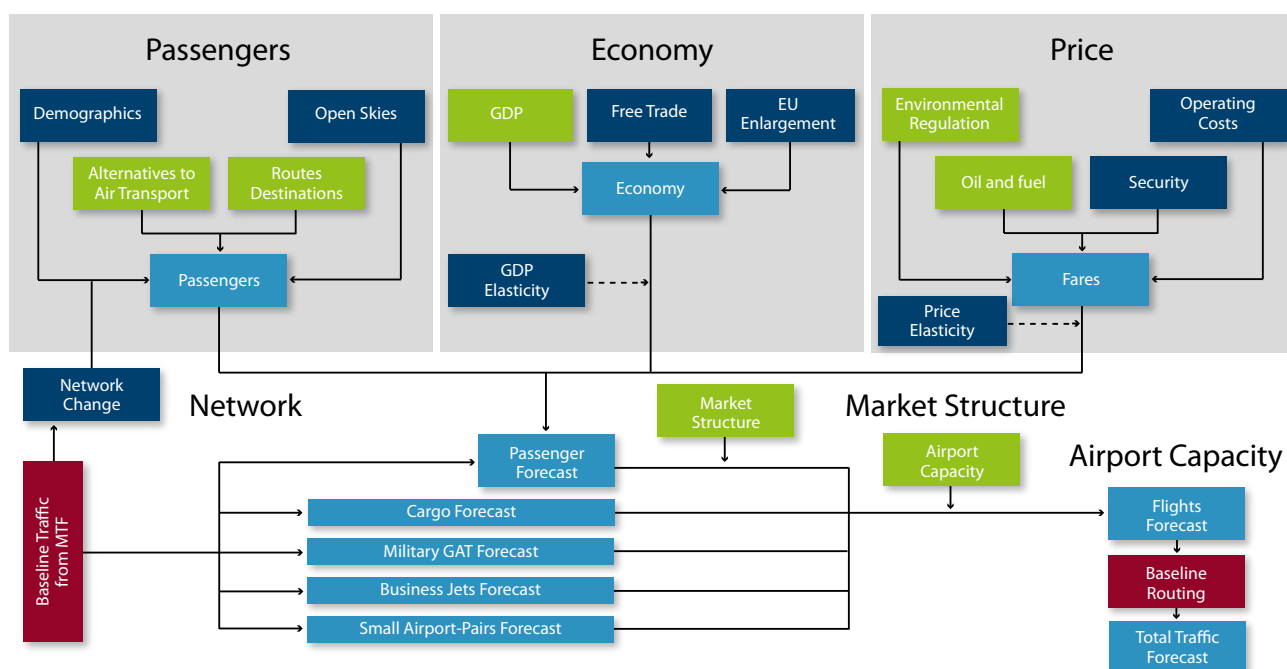 Passengers
Economy
Price
Demographics
Open Skies
GDP
Free Trade
EU
Enlargement
Environmental
Regulation
Operating
Costs
Alternatives to
Air Transport
Routes
Destinations
Economy
Oil and fuel
Security
Passengers
GDP
Elasticity
Fares
Price
Elasticity
Network
Change
Network
Market
Structure
Market Structure
Passenger
Forecast
Airport
Capacity
Airport Capacity
Baseline Traffic
from MTF
Cargo Forecast
Flights
Forecast
Military GAT Forecast
Business Jets Forecast
Baseline
Routing
Small Airport-Pairs Forecast
Total Traffic
Forecast